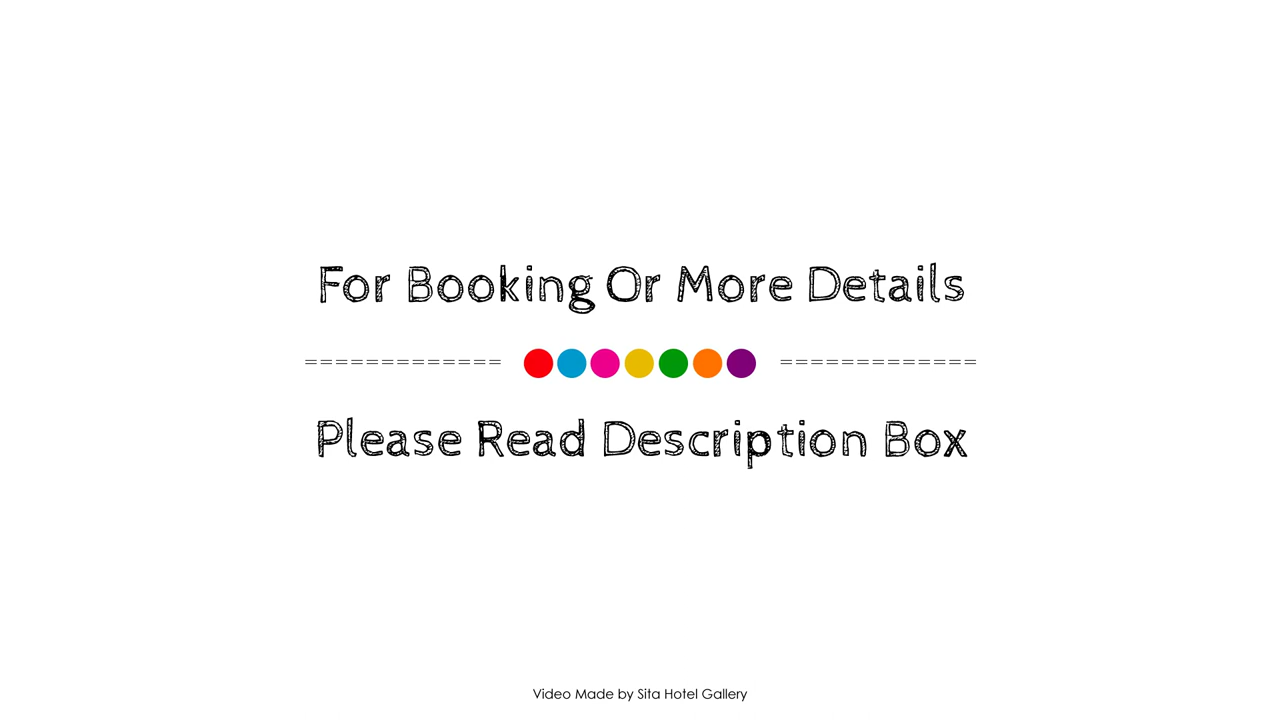 For Booking Or More Details
============= =============
Please Read Description Box
Video Made by Sita Hotel Gallery